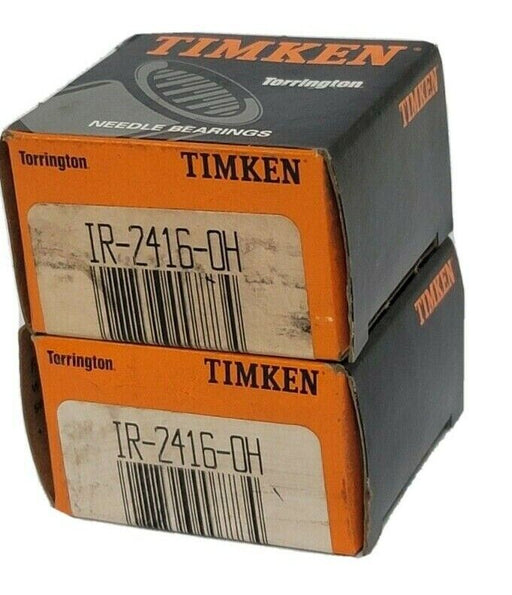 TIMKEN
Torrington
NEEDLE BEARINGS
TIMKEN
Torrington TIMKEN
IR-2416-OH
TIMKEN
Torrington TIMKEN
IR-2416-OH